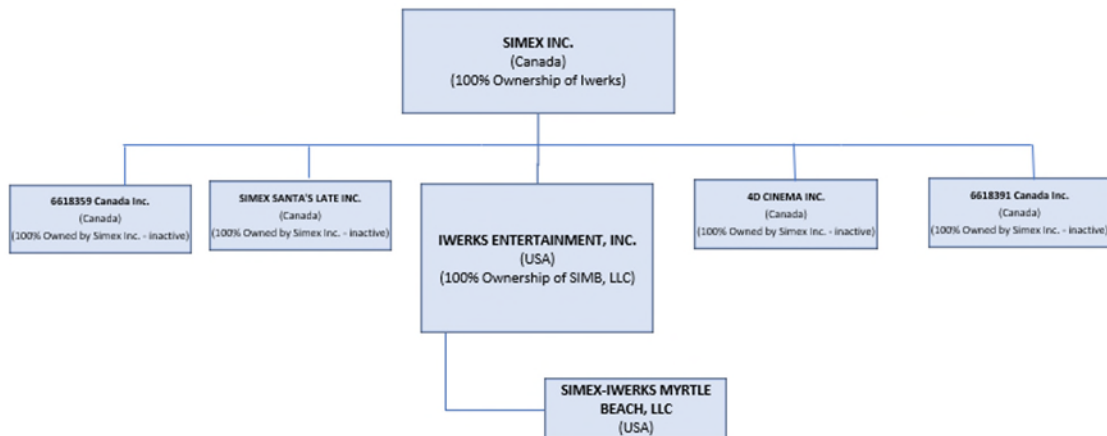 SIMEX INC.
(Canada)
(100% Ownership of Iwerks)
6618359 Canada Inc.
(Canada)
(100% Owned by Simex Inc. - inactive)
SIMEX SANTA'S LATE INC.
(Canada)
(100% Owned by Simex Inc. - inactive)
IWERKS ENTERTAINMENT, INC.
(USA)
(100% Ownership of SIMB, LLC)
4D CINEMA INC.
(Canada)
(100% Owned by Simex Inc. - inactive)
6618391 Canada Inc.
(Canada)
(100% Owned by Simex Inc. - inactive)
SIMEX-IWERKS MYRTLE
BEACH, LLC
(USA)